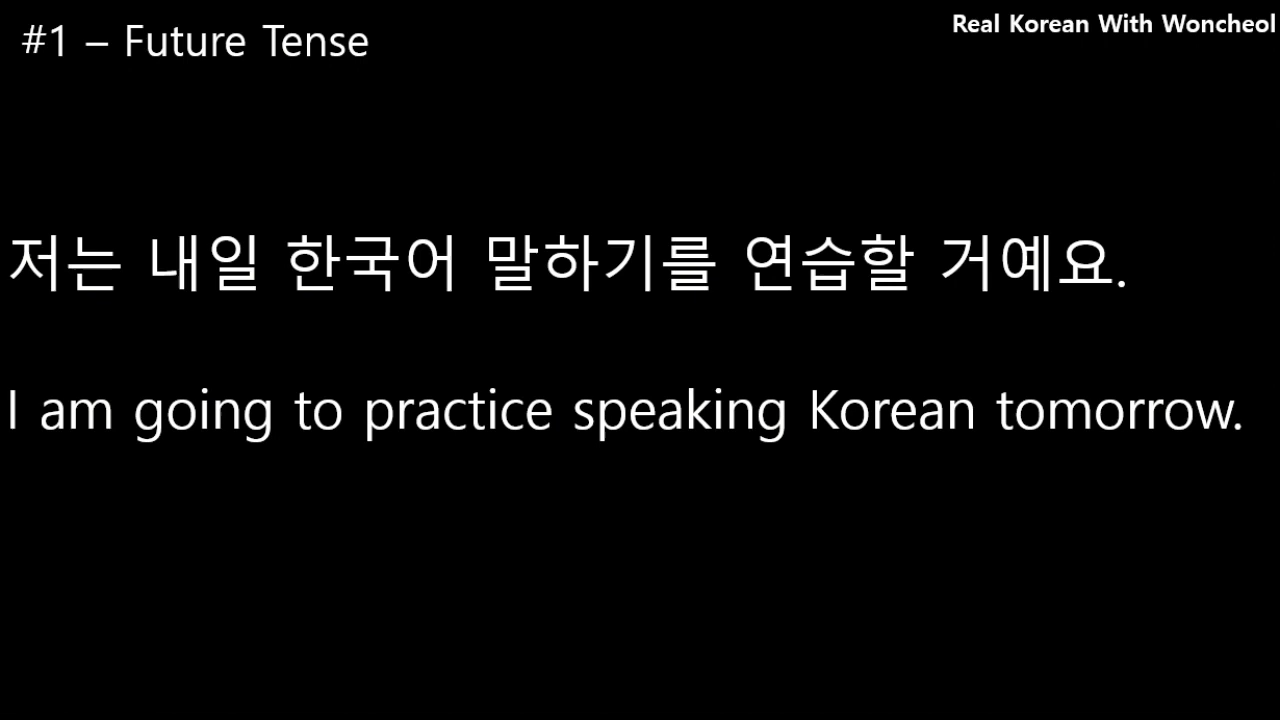 #1 – Future Tense
Real Korean With Woncheol
저는 내일 한국어 말하기를 연습할 거예요.
I am going to practice speaking Korean tomorrow.